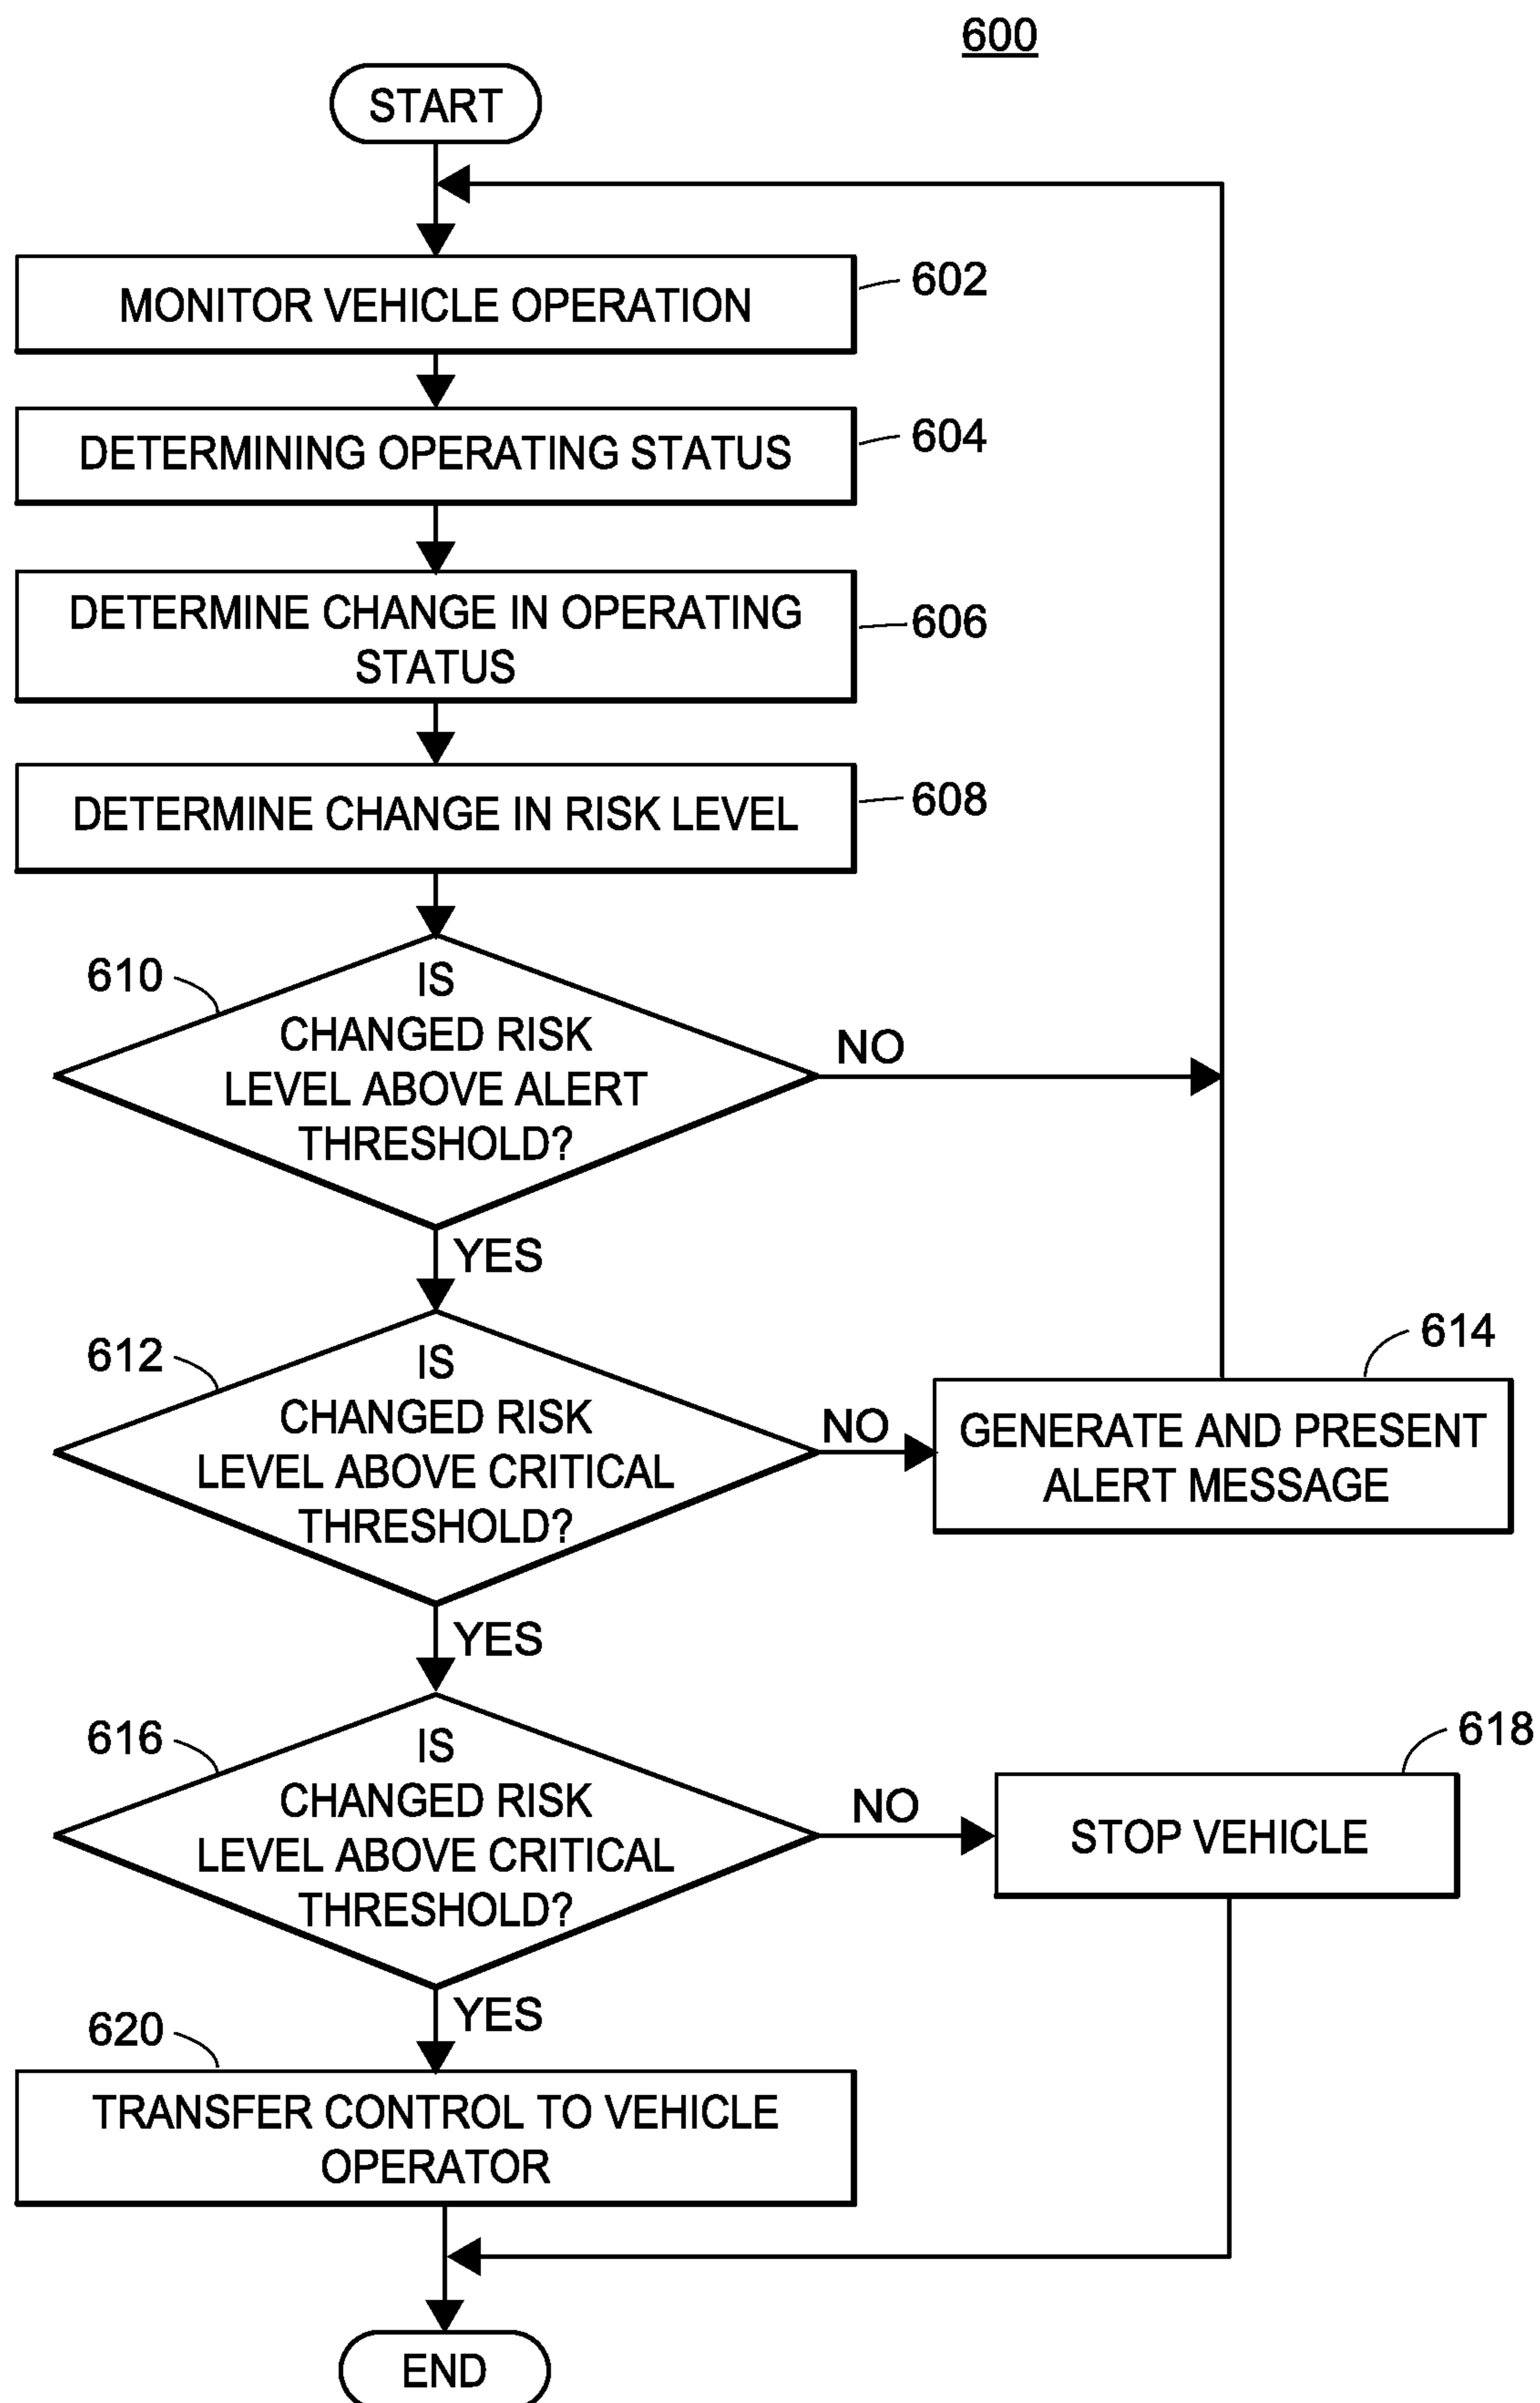 600
START
MONITOR VEHICLE OPERATION
602
DETERMINING OPERATING STATUS
604
DETERMINE CHANGE IN OPERATING
STATUS
606
DETERMINE CHANGE IN RISK LEVEL
608
610
IS
CHANGED RISK
LEVEL ABOVE ALERT
THRESHOLD?
NO
YES
612
IS
CHANGED RISK
LEVEL ABOVE CRITICAL
THRESHOLD?
NO
614
GENERATE AND PRESENT
ALERT MESSAGE
YES
616
IS
CHANGED RISK
LEVEL ABOVE CRITICAL
THRESHOLD?
NO
618
STOP VEHICLE
YES
620
TRANSFER CONTROL TO VEHICLE
OPERATOR
END